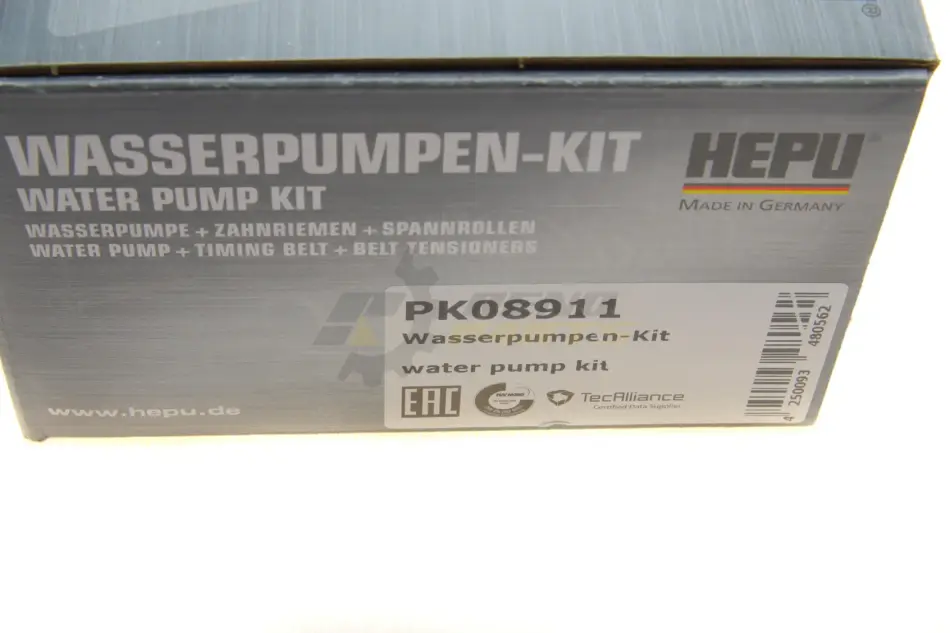 ®
WASSERPUMPEN-KIT
WATER PUMP KIT
WASSERPUMPE + ZAHNRIEMEN + SPANNROLLEN
WATER PUMP + TIMING BELT + BELT TENSIONERS
HEPU
MADE IN GERMANY
PK08911
Wasserpumpen-Kit
water pump kit
EAC
TecAlliance
Certified Data Supplier
4 250093 480562
www.hepu.de